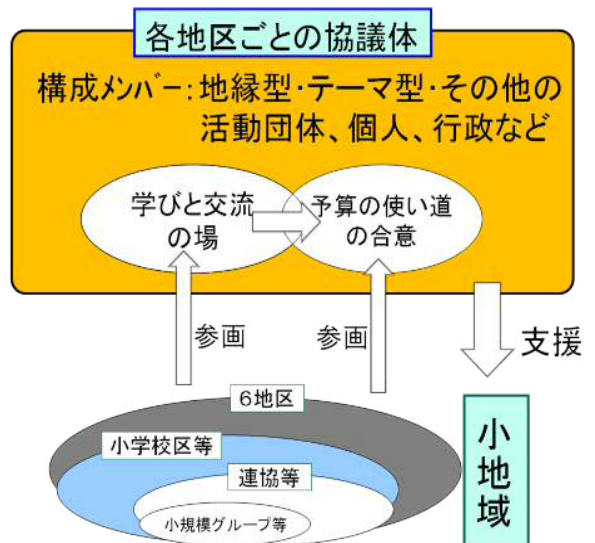 各地区ごとの協議体
構成メンバー:地縁型・テーマ型・その他の
活動団体、個人、行政など
学びと交流
の場
予算の使い道
の合意
参画
参画
支援
6地区
小学校区等
連協等
小規模グループ等
小地域